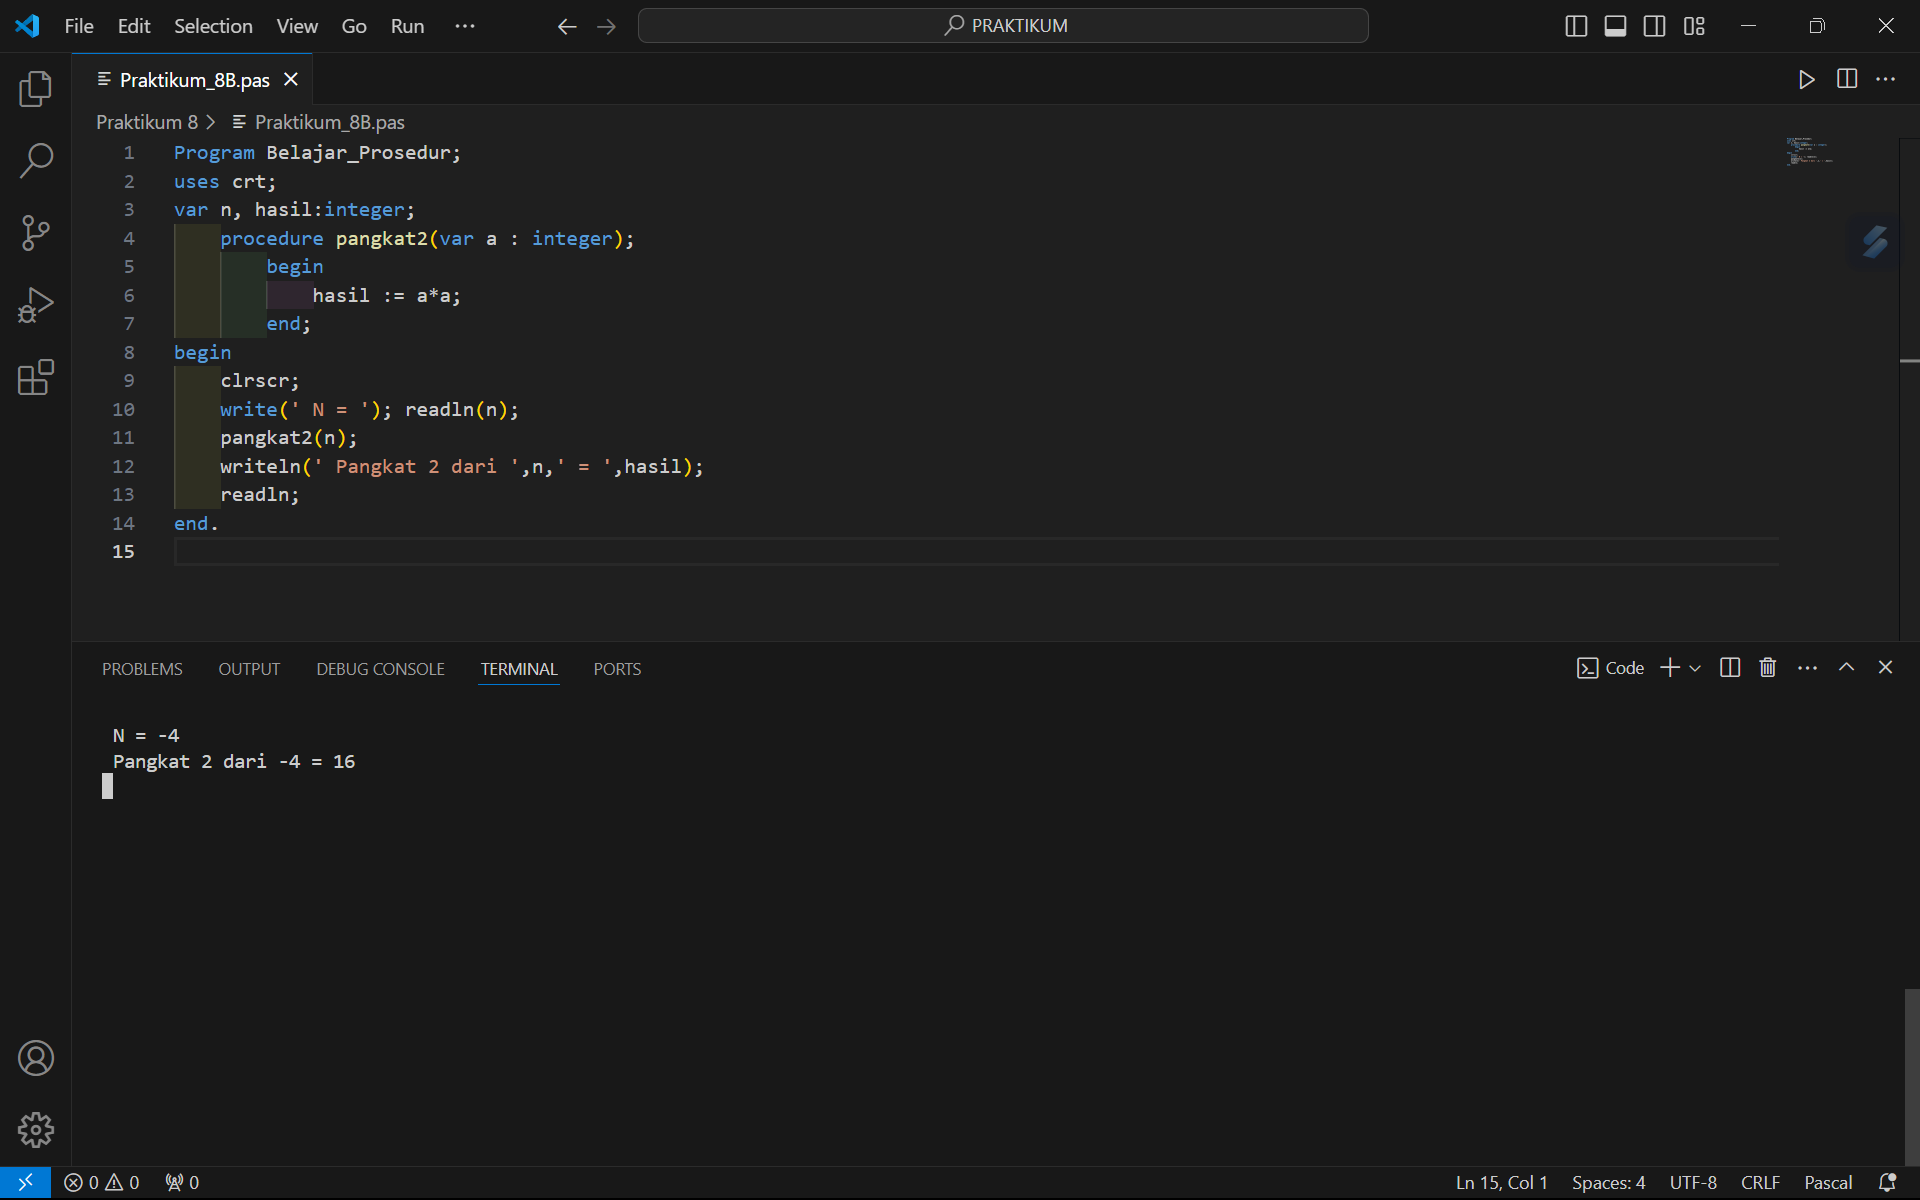 File Edit Selection View Go Run ··· PRAKTIKUM
Praktikum_8B.pas
Praktikum 8 > Praktikum_8B.pas
1 Program Belajar_Prosedur;
2 uses crt;
3 var n, hasil:integer;
4 procedure pangkat2(var a : integer);
5 begin
6 hasil := a*a;
7 end;
8 begin
9 clrscr;
10 write(' N = '); readln(n);
11 pangkat2(n);
12 writeln(' Pangkat 2 dari ',n,' = ',hasil);
13 readln;
14 end.
15
PROBLEMS OUTPUT DEBUG CONSOLE TERMINAL PORTS Code
N = -4
Pangkat 2 dari -4 = 16
0 0 0 Ln 15, Col 1 Spaces: 4 UTF-8 CRLF Pascal